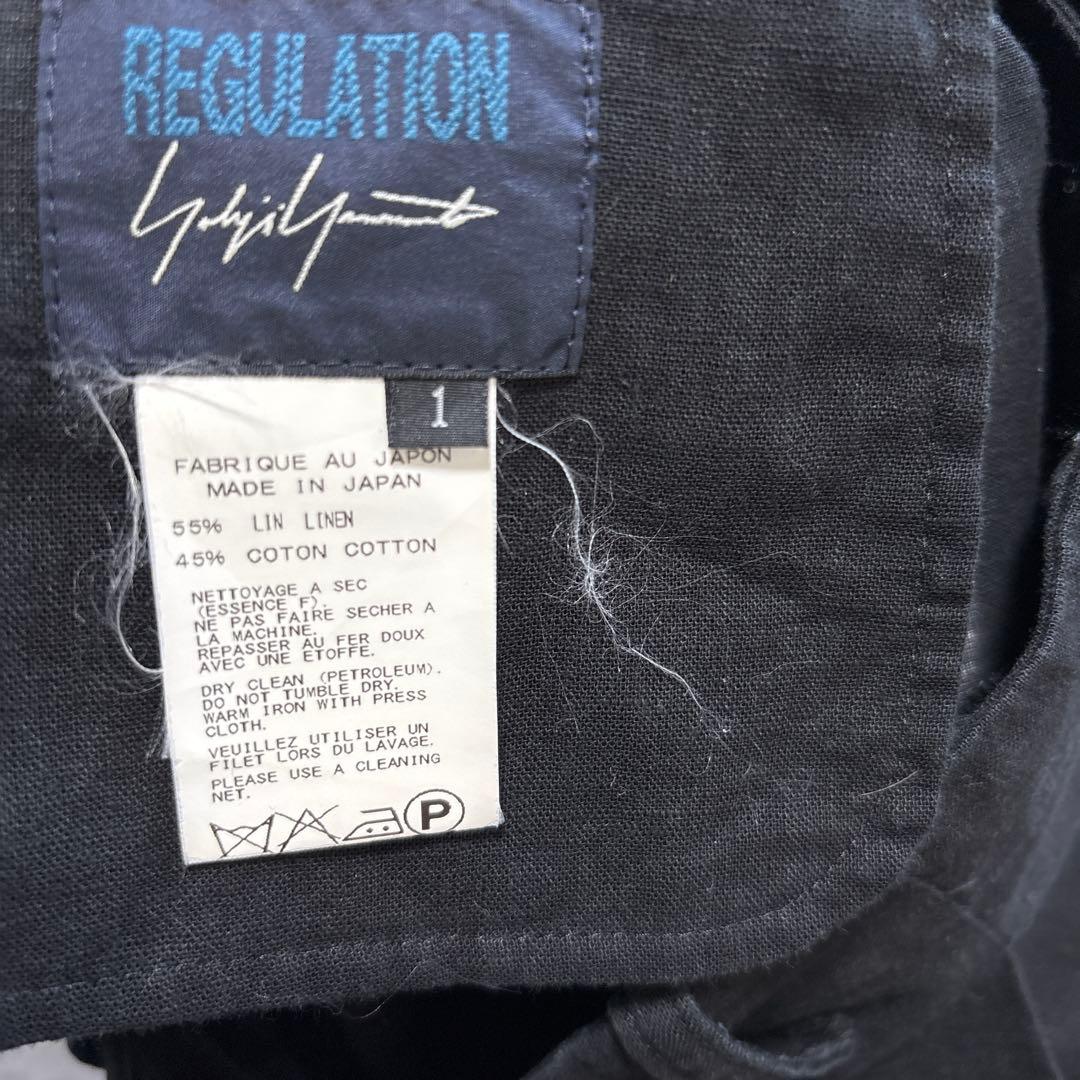 REGULATION
Yohji Yamamoto
1
FABRIQUE AU JAPON
MADE IN JAPAN
55% LIN LINEN
45% COTON COTTON
NETTOYAGE A SEC
(ESSENCE F).
NE PAS FAIRE SECHER A
LA MACHINE.
REPASSER AU FER DOUX
AVEC UNE ETOFFE.
DRY CLEAN (PETROLEUM).
DO NOT TUMBLE DRY.
WARM IRON WITH PRESS
CLOTH.
VEUILLEZ UTILISER UN
FILET LORS DU LAVAGE.
PLEASE USE A CLEANING
NET.
P